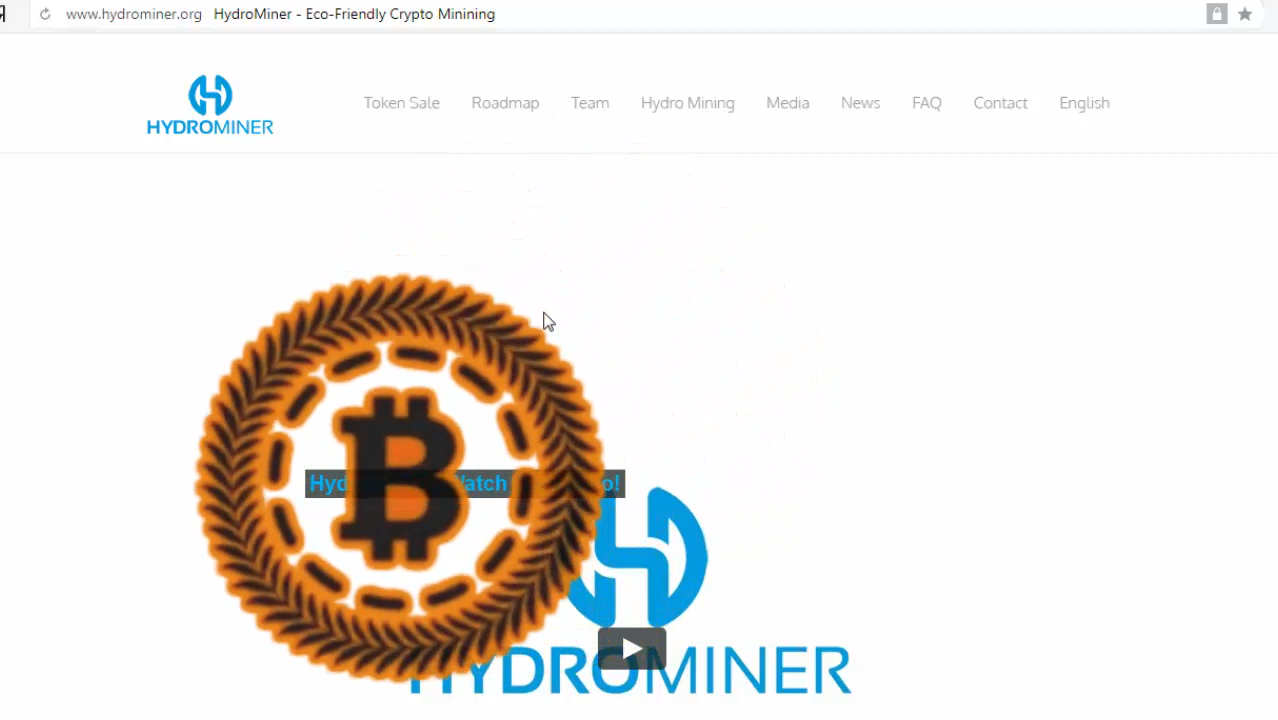 www.hydrominer.org HydroMiner - Eco-Friendly Crypto Minining
HYDROMINER
Token Sale Roadmap Team Hydro Mining Media News FAQ Contact English
B
HYDROMINER